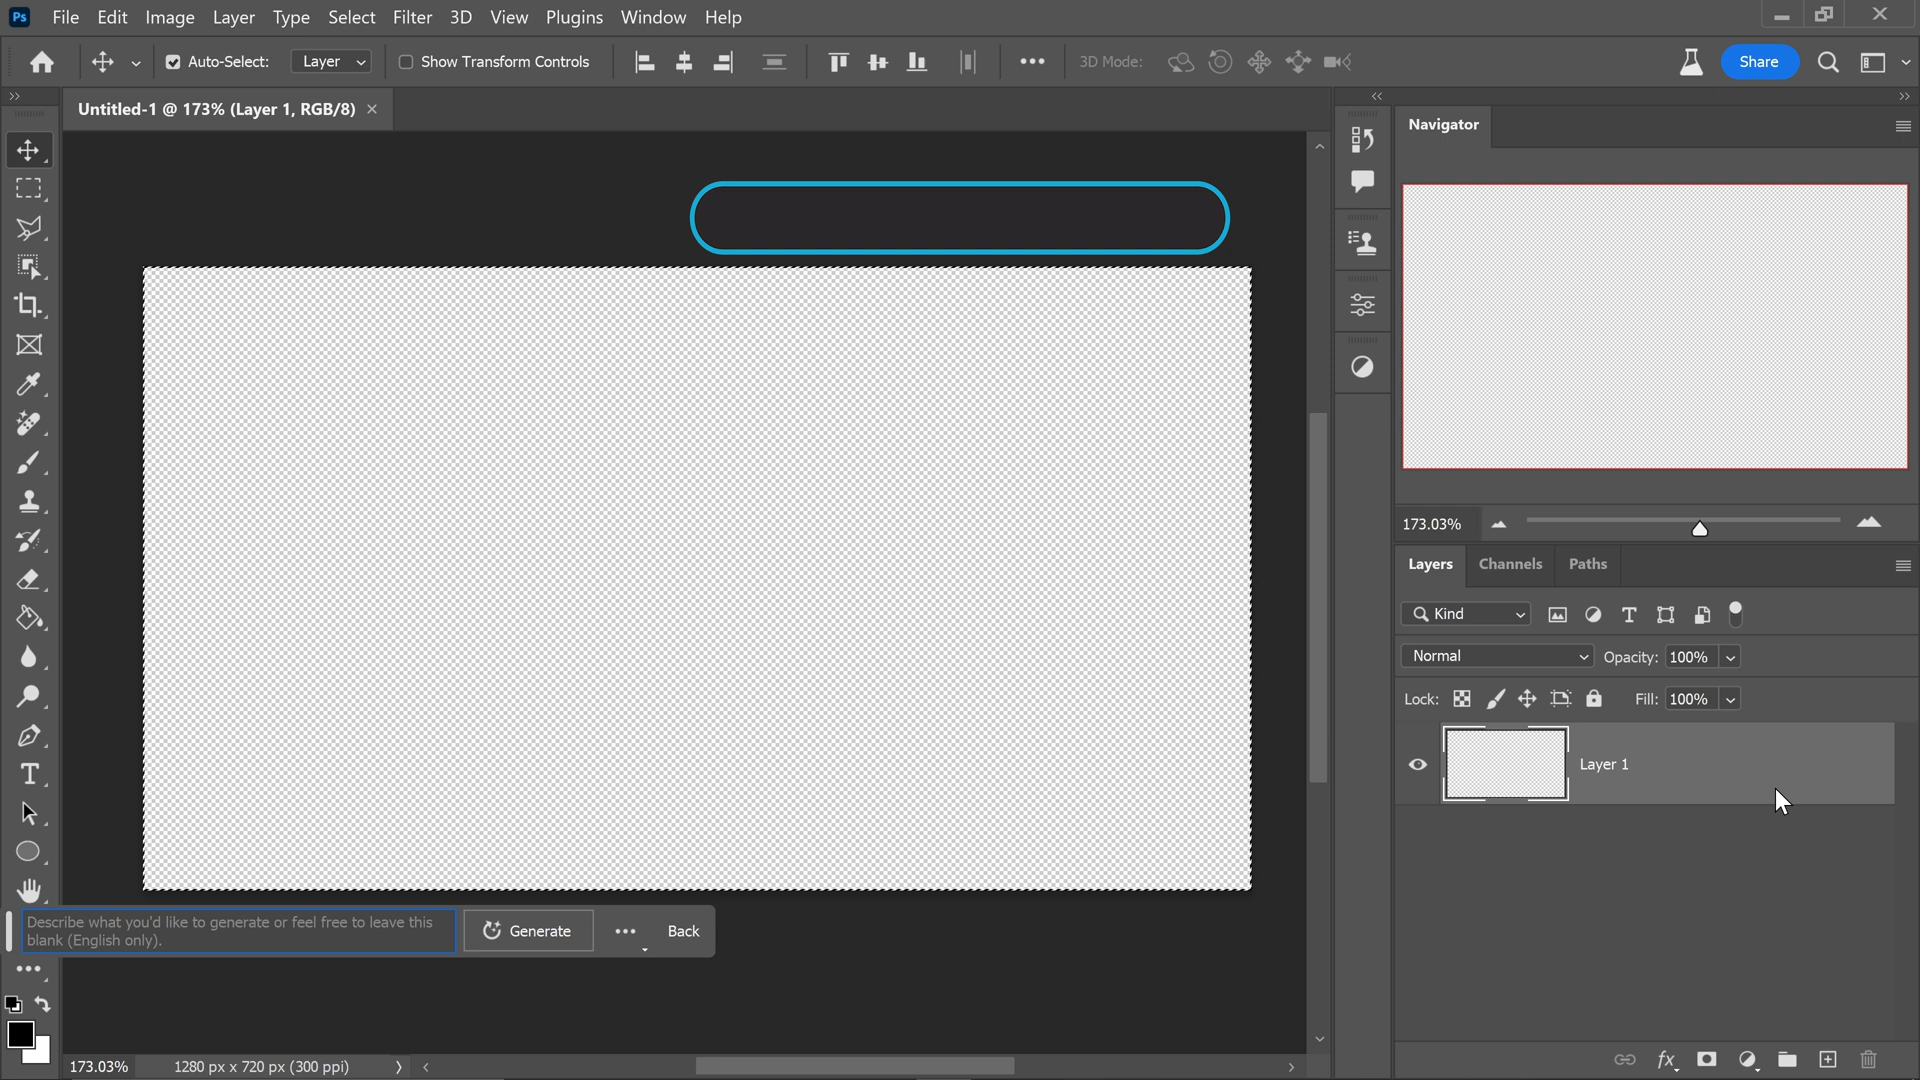 Ps File Edit Image Layer Type Select Filter 3D View Plugins Window Help
Auto-Select: Layer Show Transform Controls 3D Mode: Share
Untitled-1 @ 173% (Layer 1, RGB/8)
Navigator
173.03%
Layers Channels Paths
Kind
Normal Opacity: 100%
Lock: Fill: 100%
Layer 1
Describe what you'd like to generate or feel free to leave this
blank (English only).
Generate
Back
173.03% 1280 px x 720 px (300 ppi)
fx